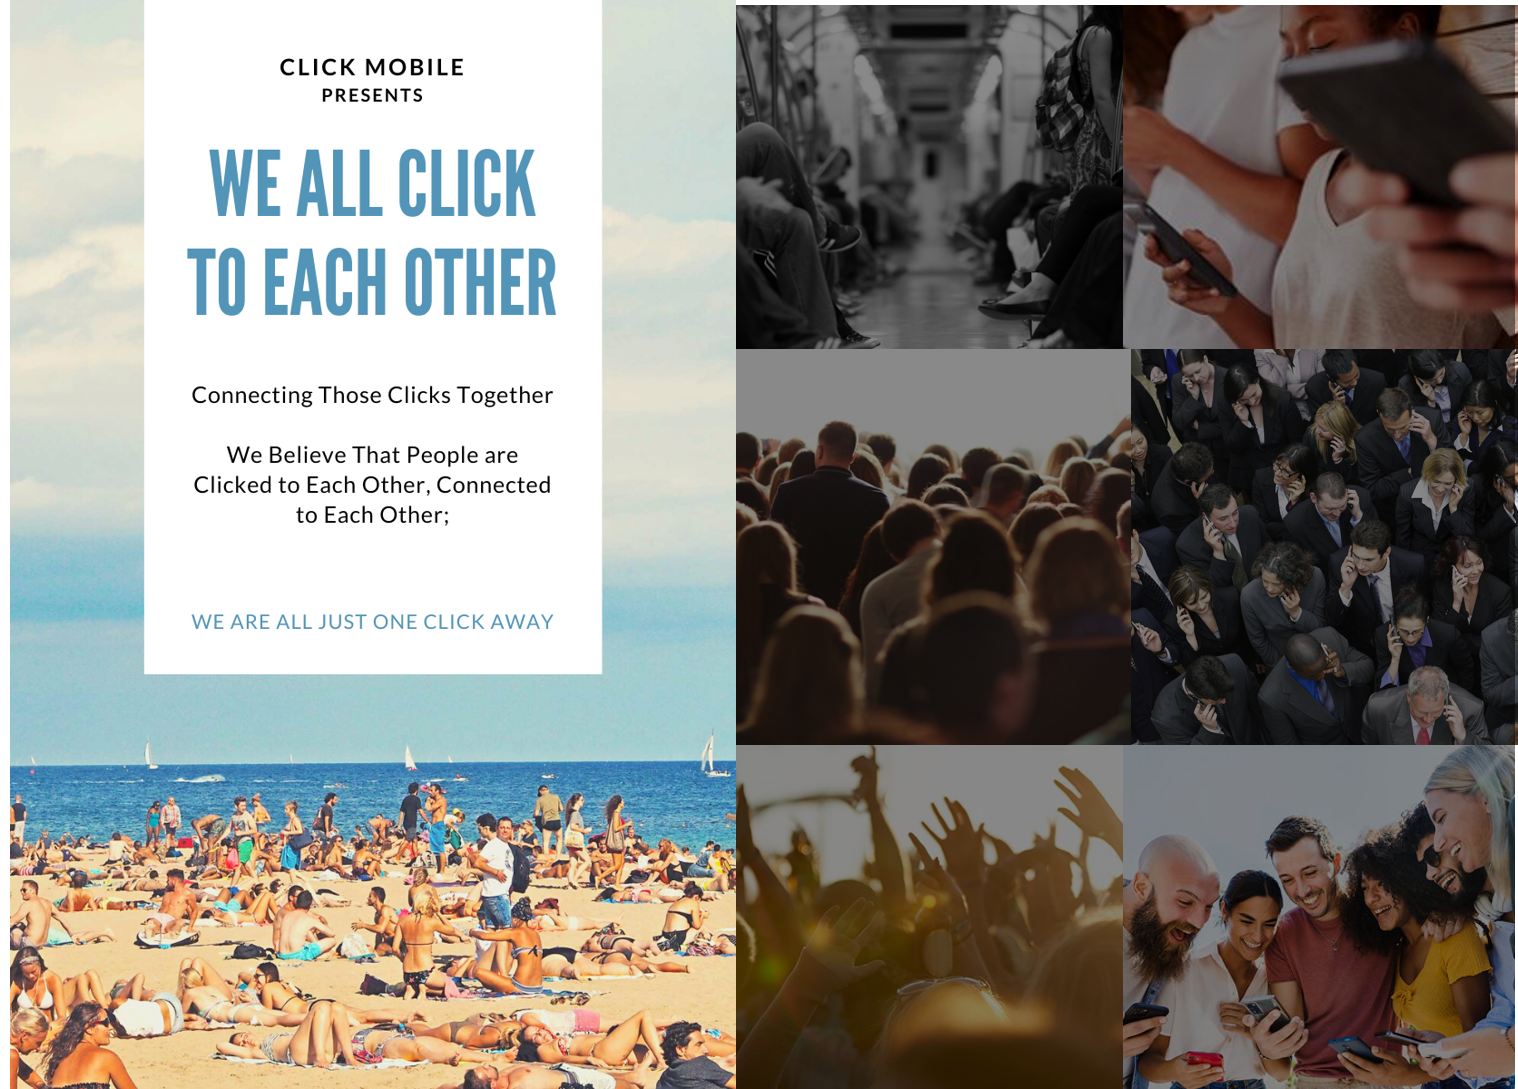 CLICK MOBILE
PRESENTS
WE ALL CLICK
TO EACH OTHER
Connecting Those Clicks Together
We Believe That People are
Clicked to Each Other, Connected
to Each Other;
WE ARE ALL JUST ONE CLICK AWAY